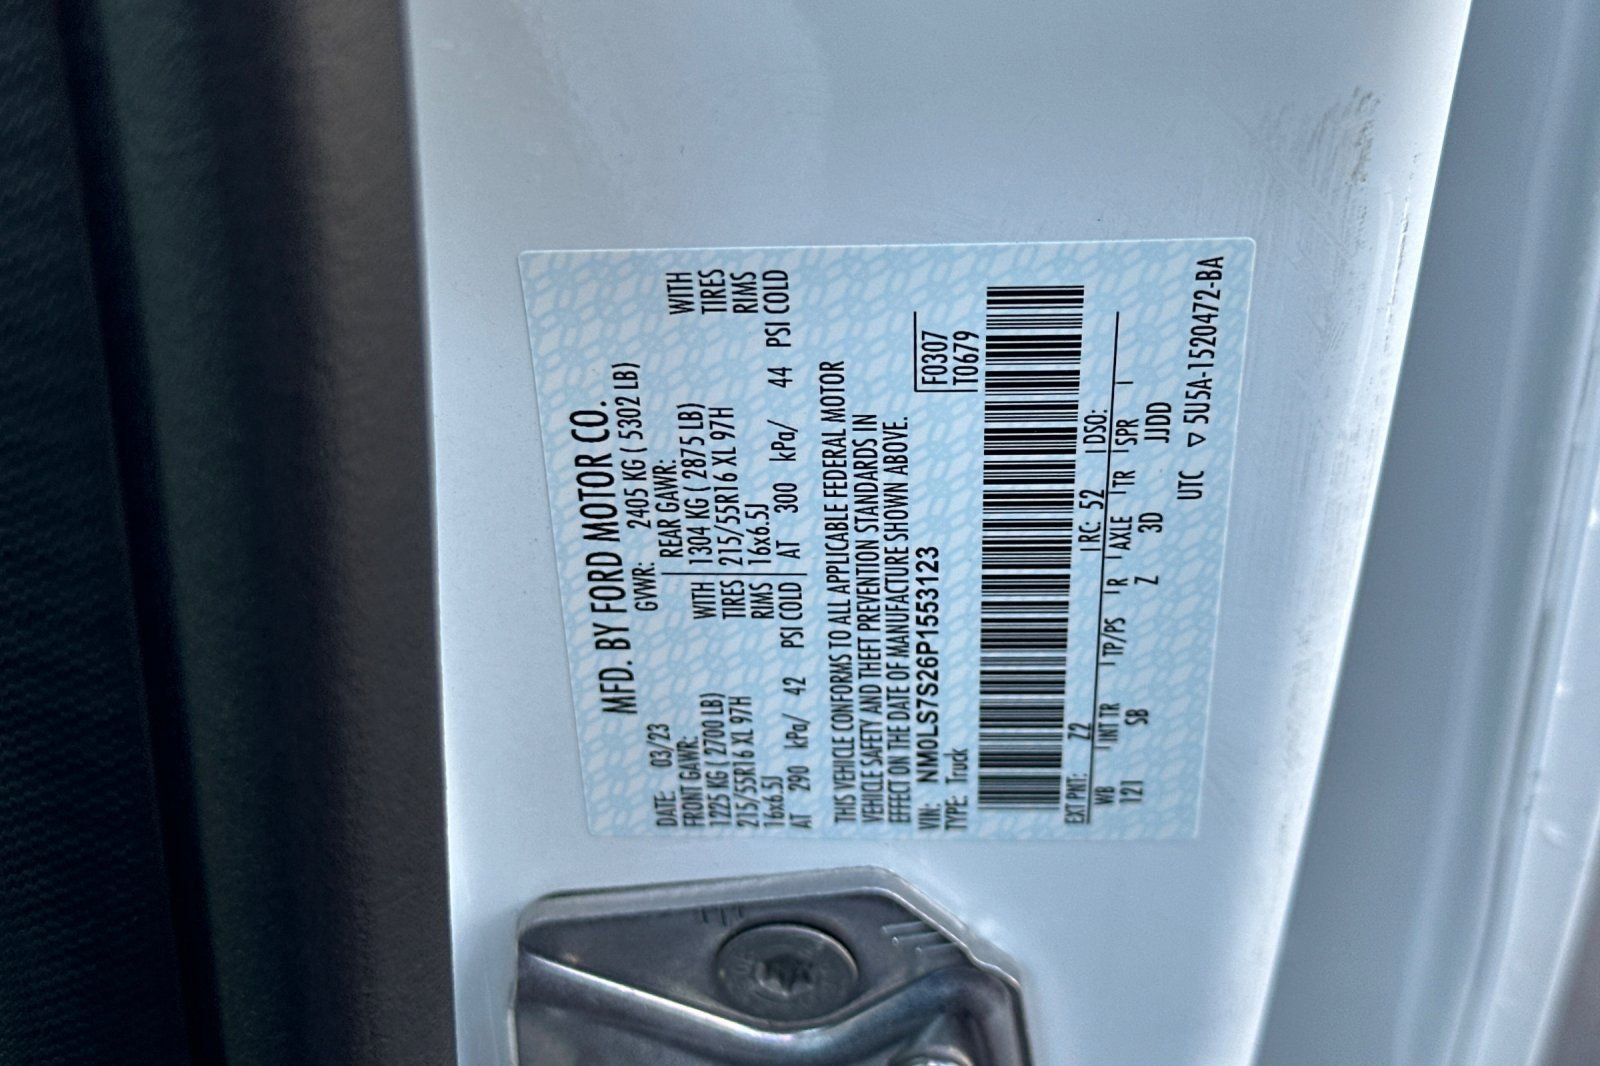 MFD. BY FORD MOTOR CO.
DATE: 03/23 GVWR: 2405 KG ( 5302 LB)
FRONT GAWR: REAR GAWR:
1225 KG ( 2700 LB) WITH 1304 KG ( 2875 LB) WITH
215/55R16 XL 97H TIRES 215/55R16 XL 97H TIRES
16x6.5J RIMS 16x6.5J RIMS
AT 290 kPa/ 42 PSI COLD AT 300 kPa/ 44 PSI COLD
THIS VEHICLE CONFORMS TO ALL APPLICABLE FEDERAL MOTOR
VEHICLE SAFETY AND THEFT PREVENTION STANDARDS IN
EFFECT ON THE DATE OF MANUFACTURE SHOWN ABOVE.
VIN: NM0LS7S26P1553123 F0307
TYPE: Truck T0679
EXT PNT: Z2 RC: 52 DSO:
WB INT TR TP/PS R AXLE TR SPR
121 SB Z 3D JJDD
UTC ▽ 5U5A-1520472-BA